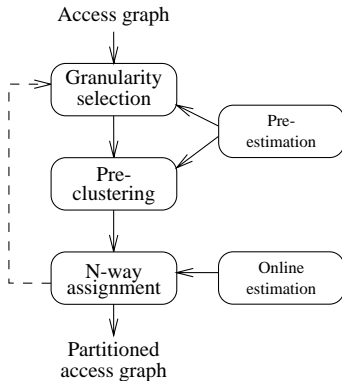 Access graph
Granularity
selection
Pre-
estimation
Pre-
clustering
N-way
assignment
Online
estimation
Partitioned
access graph